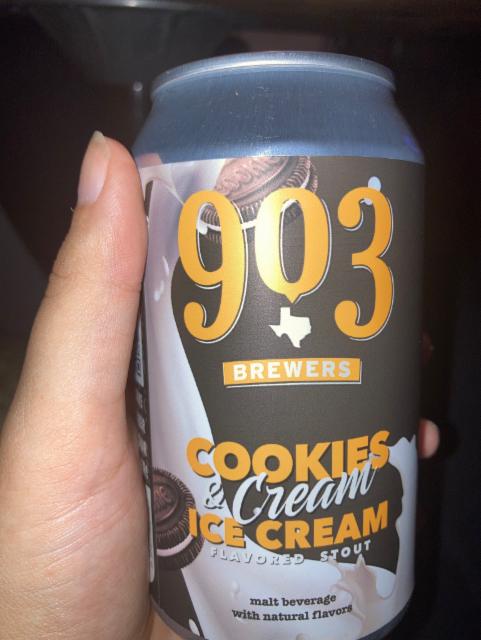 903
BREWERS
COOKIES
& Cream
ICE CREAM
FLAVORED STOUT
malt beverage
with natural flavors